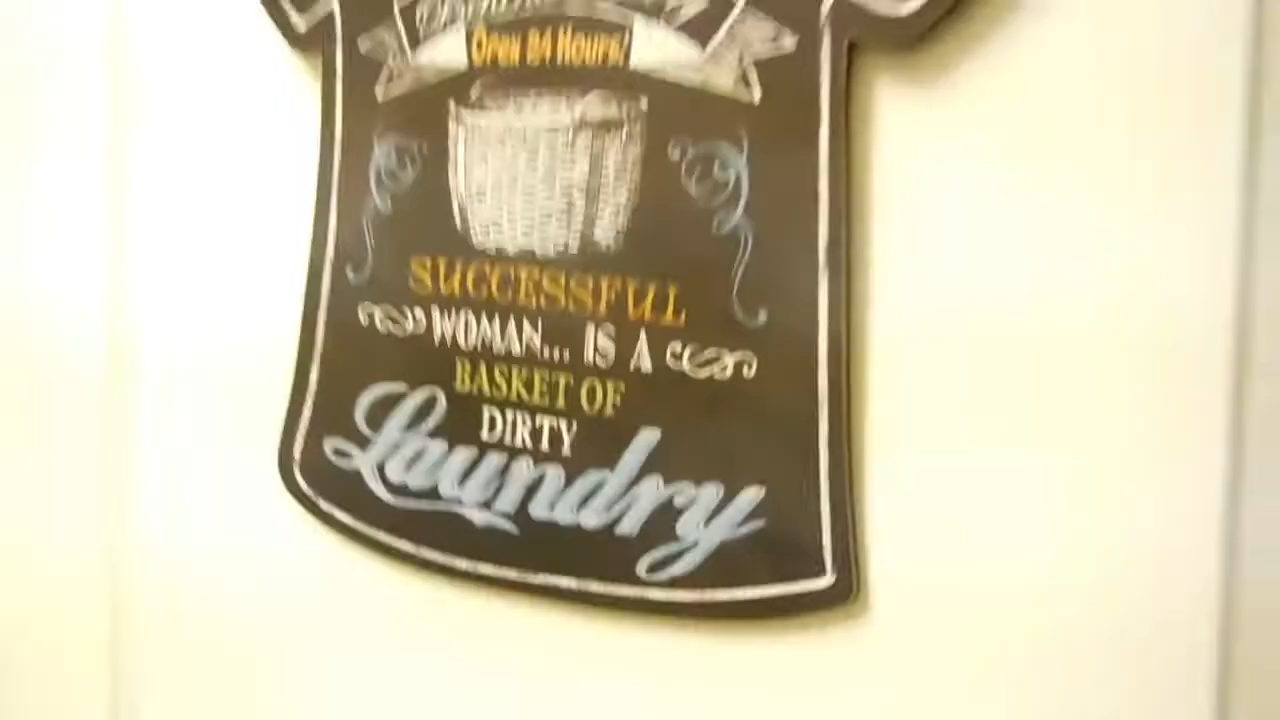 Open 24 Hours
SUCCESSFUL
WOMAN... IS A
BASKET OF
DIRTY
Laundry